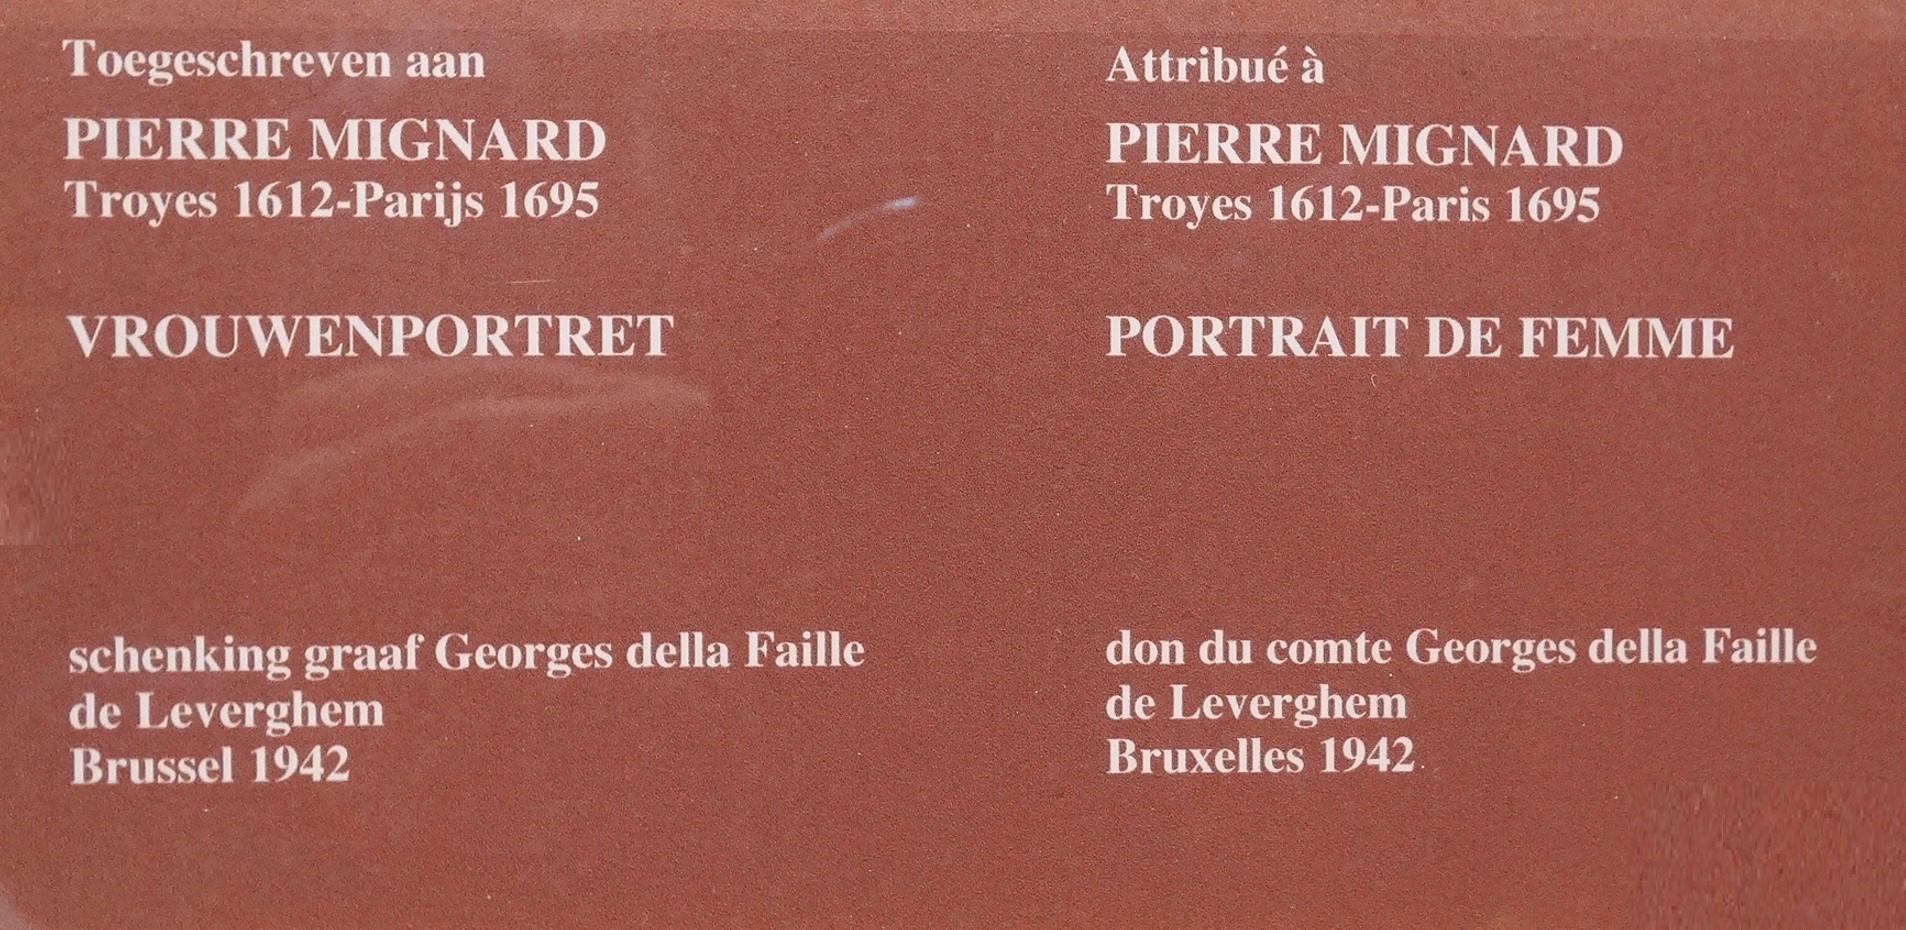 Toegeschreven aan
PIERRE MIGNARD
Troyes 1612-Parijs 1695
VROUWENPORTRET
schenking graaf Georges della Faille
de Leverghem
Brussel 1942
Attribué à
PIERRE MIGNARD
Troyes 1612-Paris 1695
PORTRAIT DE FEMME
don du comte Georges della Faille
de Leverghem
Bruxelles 1942